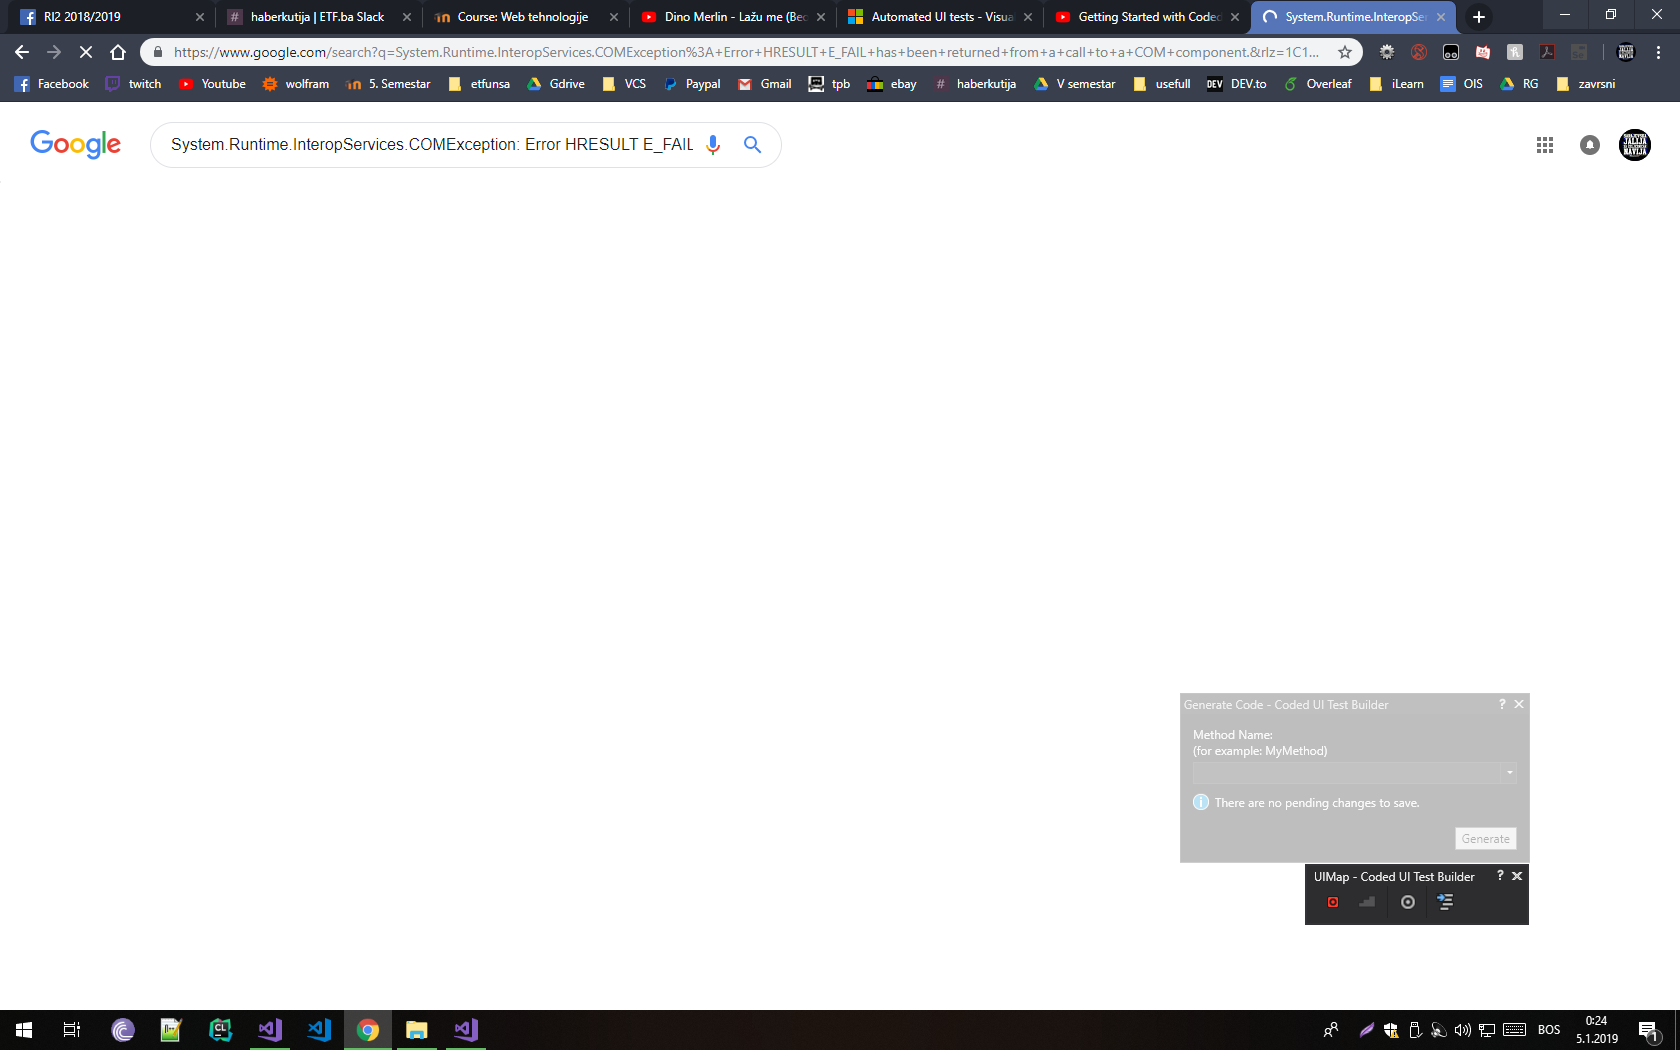 RI2 2018/2019
haberkutija | ETF.ba Slack
Course: Web tehnologije
Dino Merlin - Lažu me (Beo
Automated UI tests - Visua
Getting Started with Coded
System.Runtime.InteropSer
https://www.google.com/search?q=System.Runtime.InteropServices.COMException%3A+Error+HRESULT+E_FAIL+has+been+returned+from+a+call+to+a+COM+component.&rlz=1C1...
Facebook
twitch
Youtube
wolfram
5. Semestar
etfunsa
Gdrive
VCS
Paypal
Gmail
tpb
ebay
haberkutija
V semestar
usefull
DEV
DEV.to
Overleaf
iLearn
OIS
RG
zavrsni
Google
System.Runtime.InteropServices.COMException: Error HRESULT E_FAIL
Generate Code - Coded UI Test Builder
Method Name:
(for example: MyMethod)
There are no pending changes to save.
Generate
UIMap - Coded UI Test Builder
BOS
0:24
5.1.2019
1